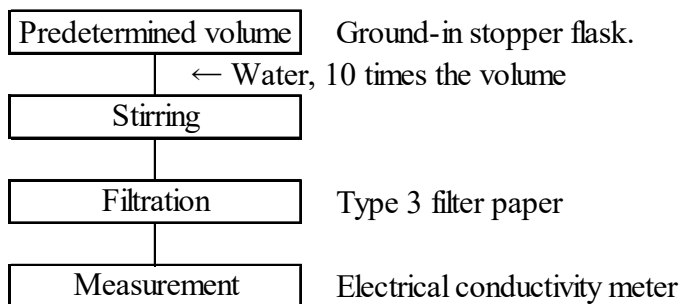 Predetermined volume Ground-in stopper flask.
← Water, 10 times the volume
Stirring
Filtration Type 3 filter paper
Measurement Electrical conductivity meter